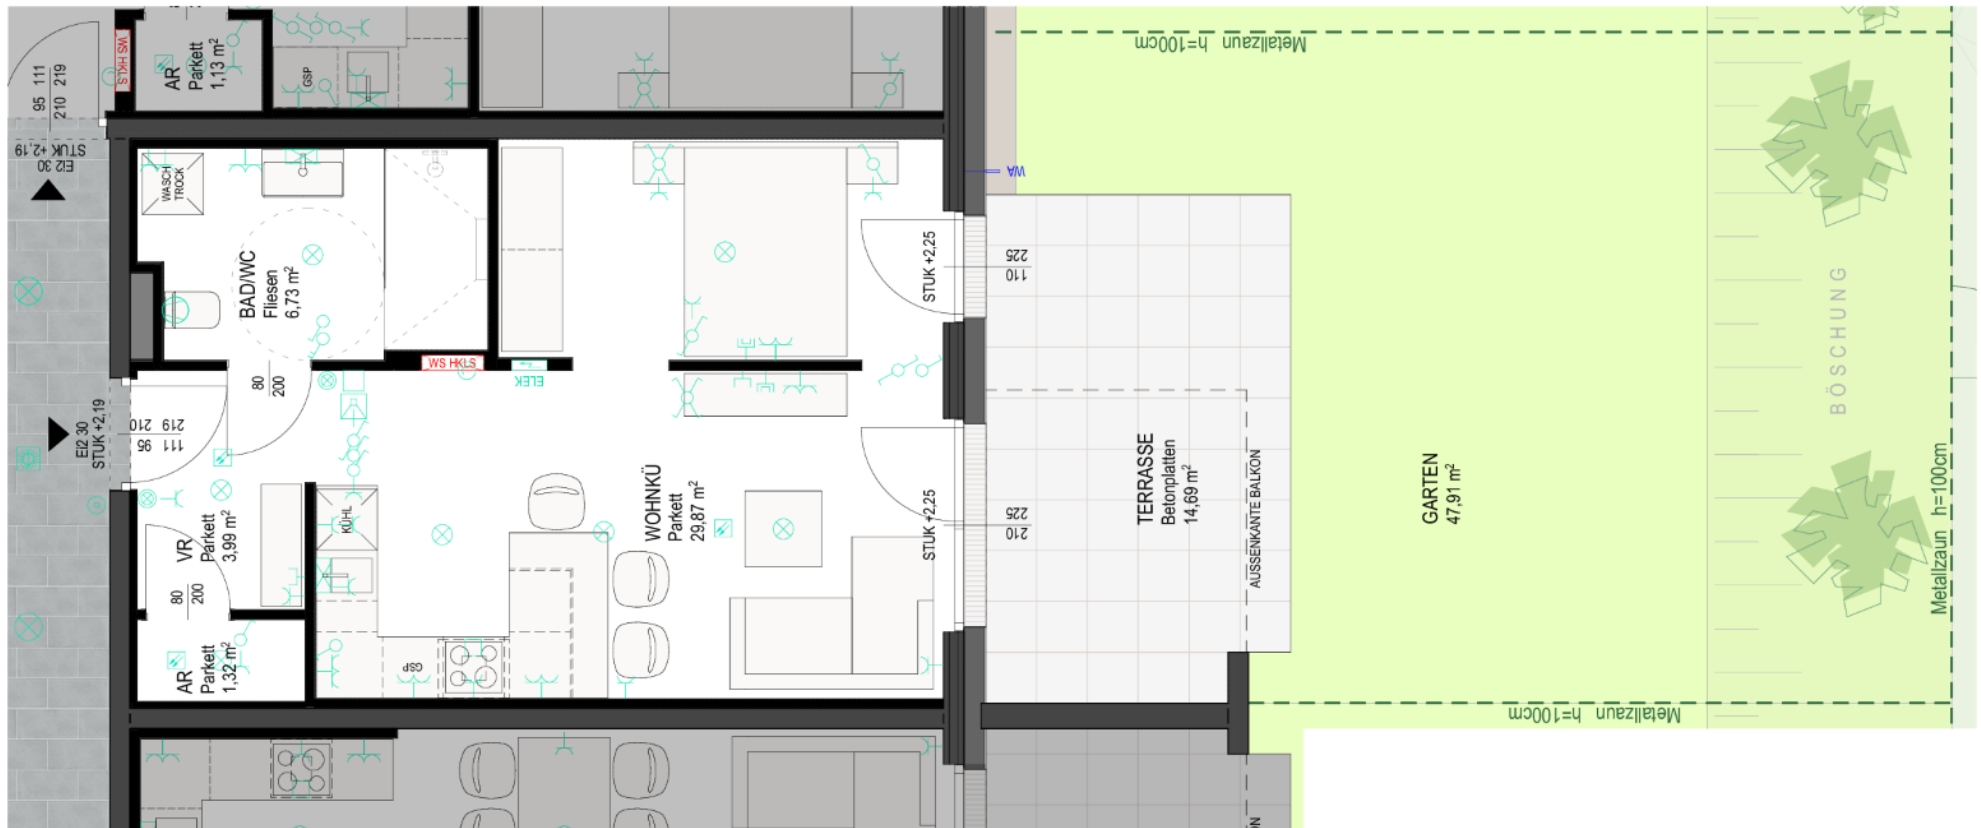 AR
Parkett
1,13 m²
WS HKLS
GSP
95 111
210 219
EI2 30
STUK +2,19
WASCH
TROCK
BAD/WC
Fliesen
6,73 m²
80
200
WS HKLS
ELEK
EI2 30
STUK +2,19
95 111
210 219
VR
Parkett
3,99 m²
80
200
AR
Parkett
1,32 m²
KÜHL
GSP
WOHNKÜ
Parkett
29,87 m²
STUK +2,25
110
225
STUK +2,25
210
225
WA
TERRASSE
Betonplatten
14,69 m²
AUSSENKANTE BALKON
GARTEN
47,91 m²
BÖSCHUNG
Metallzaun h=100cm
Metallzaun h=100cm
Metallzaun h=100cm
ON